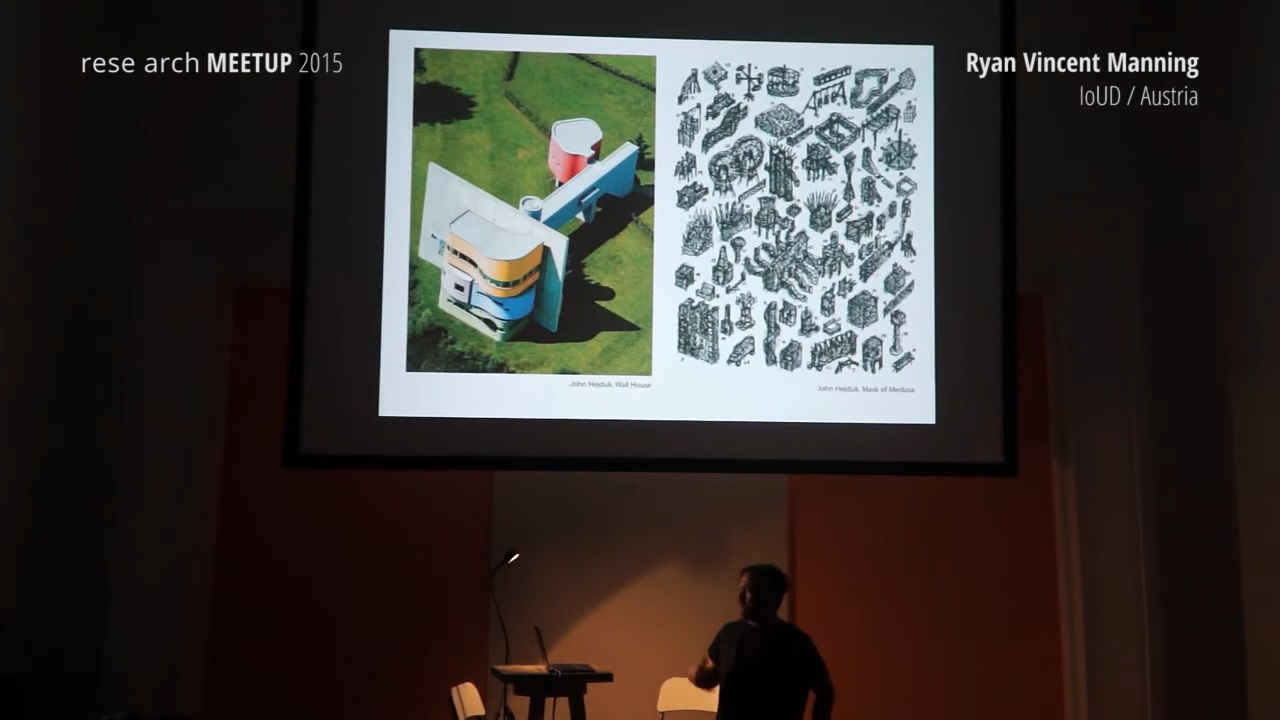 rese arch MEETUP 2015
Ryan Vincent Manning
IoUD / Austria
-John Hejduk, Wall House
John Hejduk, Mask of Medusa